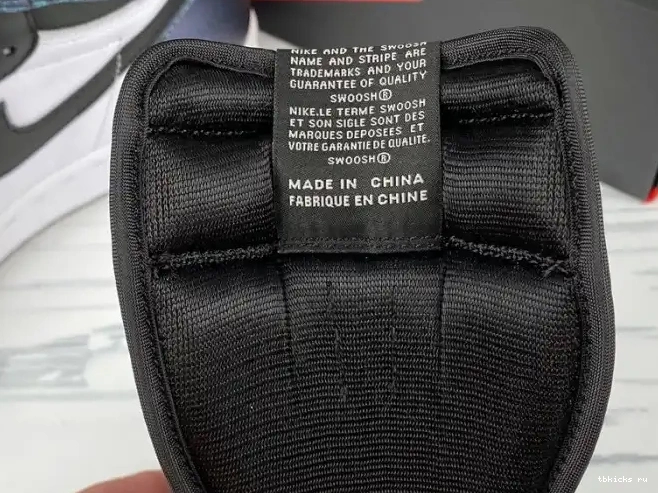 NIKE AND THE SWOOSH
NAME AND STRIPE ARE
TRADEMARKS AND YOUR
GUARANTEE OF QUALITY
SWOOSH®
NIKE.LE TERME SWOOSH
ET SON SIGLE SONT DES
MARQUES DEPOSEES ET
VOTRE GARANTIE DE QUALITE.
SWOOSH®
MADE IN CHINA
FABRIQUE EN CHINE
tbkicks ru